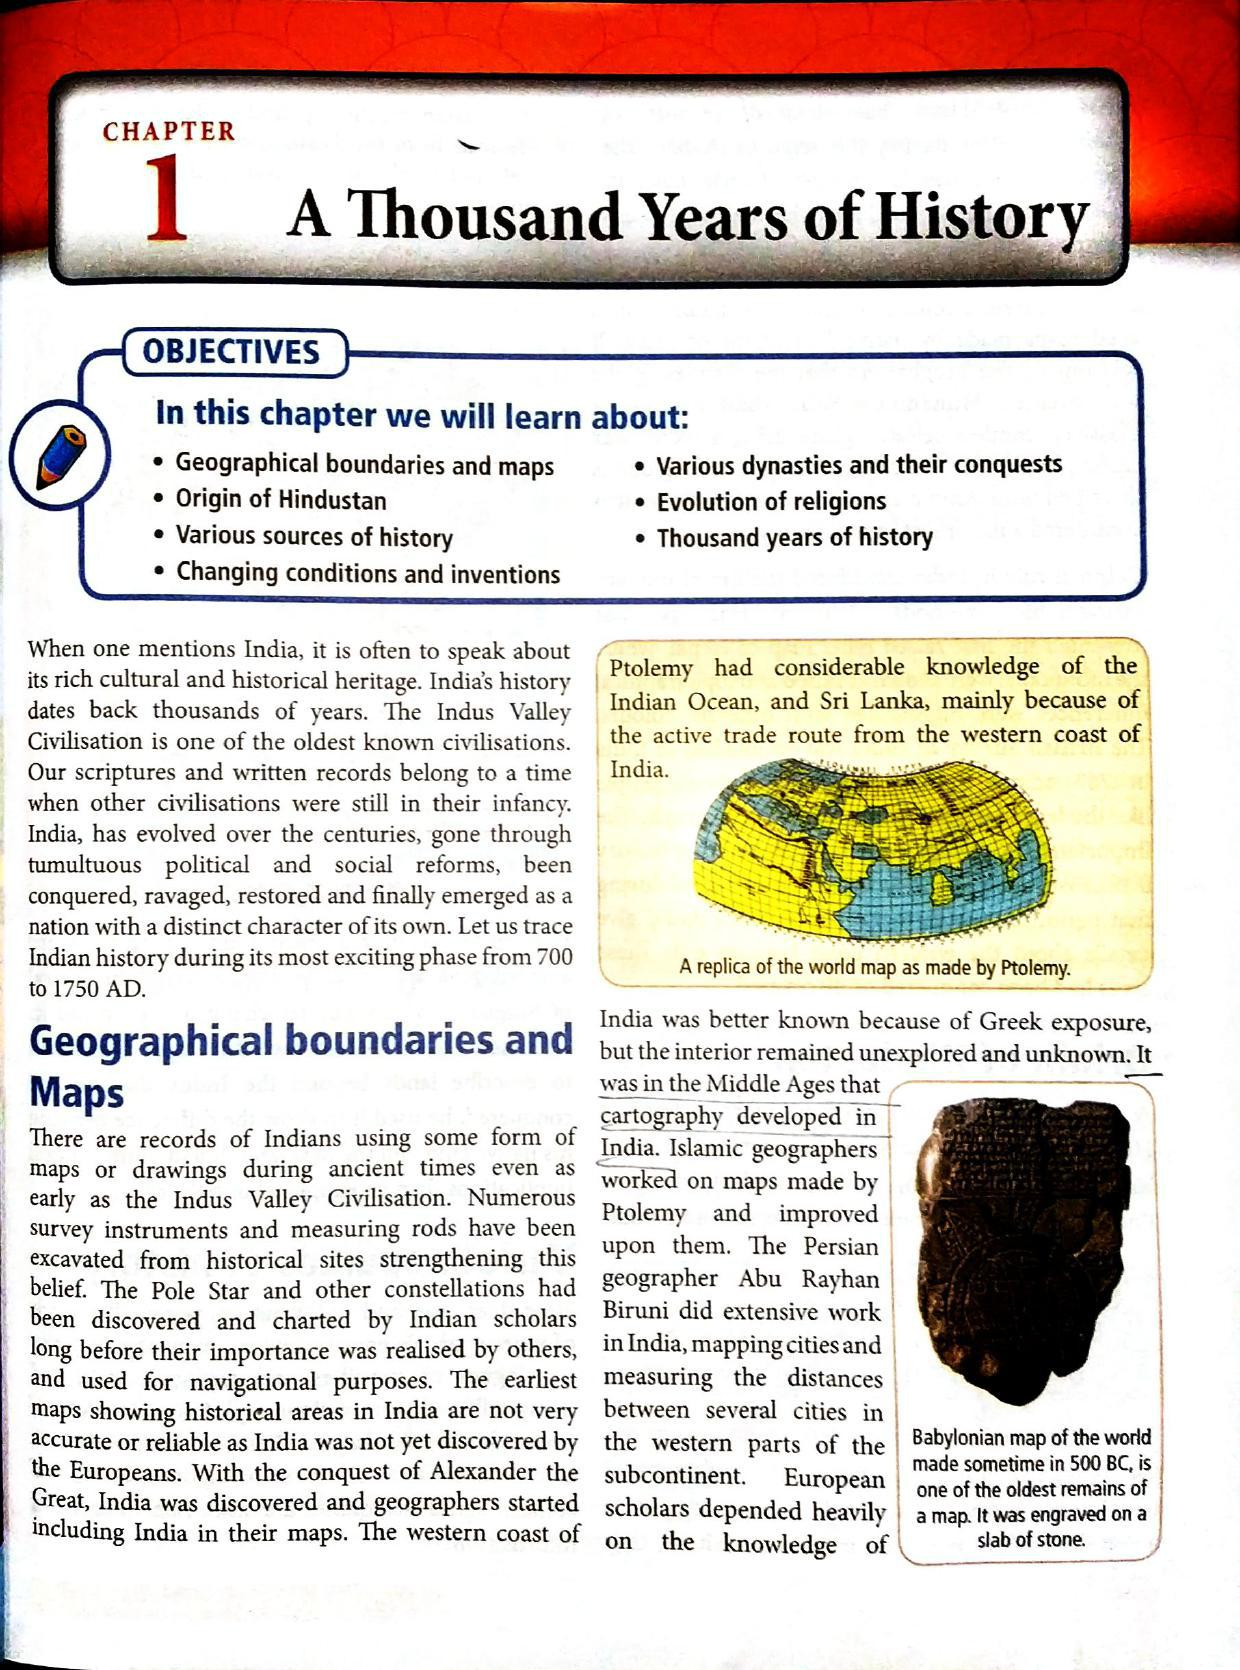 CHAPTER
1
A Thousand Years of History
OBJECTIVES
In this chapter we will learn about:
• Geographical boundaries and maps
• Origin of Hindustan
• Various sources of history
• Changing conditions and inventions
• Various dynasties and their conquests
• Evolution of religions
• Thousand years of history
When one mentions India, it is often to speak about
its rich cultural and historical heritage. India's history
dates back thousands of years. The Indus Valley
Civilisation is one of the oldest known civilisations.
Our scriptures and written records belong to a time
when other civilisations were still in their infancy.
India, has evolved over the centuries, gone through
tumultuous political and social reforms, been
conquered, ravaged, restored and finally emerged as a
nation with a distinct character of its own. Let us trace
Indian history during its most exciting phase from 700
to 1750 AD.
Geographical boundaries and
Maps
There are records of Indians using some form of
maps or drawings during ancient times even as
early as the Indus Valley Civilisation. Numerous
survey instruments and measuring rods have been
excavated from historical sites strengthening this
belief. The Pole Star and other constellations had
been discovered and charted by Indian scholars
long before their importance was realised by others,
and used for navigational purposes. The earliest
maps showing historical areas in India are not very
accurate or reliable as India was not yet discovered by
the Europeans. With the conquest of Alexander the
Great, India was discovered and geographers started
including India in their maps. The western coast of
Ptolemy had considerable knowledge of the
Indian Ocean, and Sri Lanka, mainly because of
the active trade route from the western coast of
India.
A replica of the world map as made by Ptolemy.
India was better known because of Greek exposure,
but the interior remained unexplored and unknown. It
was in the Middle Ages that
cartography developed in
India. Islamic geographers
worked on maps made by
Ptolemy and improved
upon them. The Persian
geographer Abu Rayhan
Biruni did extensive work
in India, mapping cities and
measuring the distances
between several cities in
the western parts of the
subcontinent. European
scholars depended heavily
on the knowledge of
Babylonian map of the world
made sometime in 500 BC, is
one of the oldest remains of
a map. It was engraved on a
slab of stone.